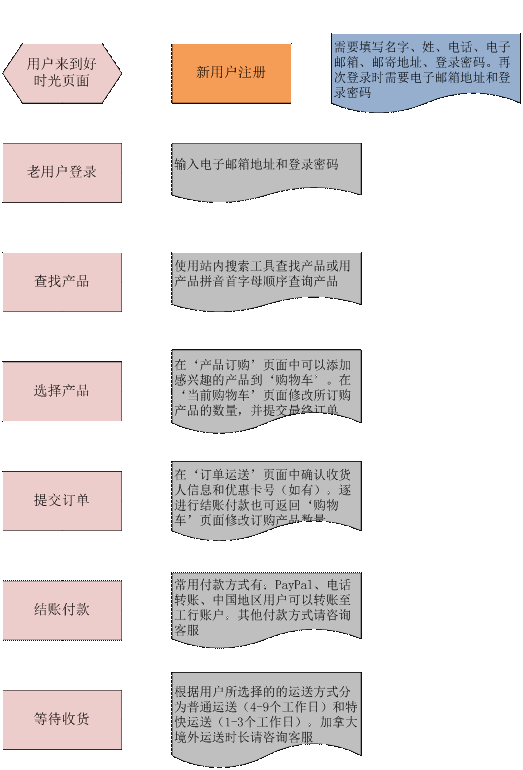 用户来到好
时光页面
新用户注册
需要填写名字、姓、电话、电子
邮箱、邮寄地址、登录密码。再
次登录时需要电子邮箱地址和登
录密码
老用户登录
输入电子邮箱地址和登录密码
查找产品
使用站内搜索工具查找产品或用
产品拼音首字母顺序查询产品
选择产品
在‘产品订购’页面中可以添加
感兴趣的产品到‘购物车’。在
‘当前购物车’页面修改所订购
产品的数量，并提交最终订单
提交订单
在‘订单运送’页面中确认收货
人信息和优惠卡号（如有）。逐
进行结账付款也可返回‘购物
车’页面修改订购产品数量
结账付款
常用付款方式有。PayPal、电话
转账、中国地区用户可以转账至
工行账户。其他付款方式请咨询
客服
等待收货
根据用户所选择的的运送方式分
为普通运送（4-9个工作日）和特
快运送（1-3个工作日）。加拿大
境外运送时长请咨询客服